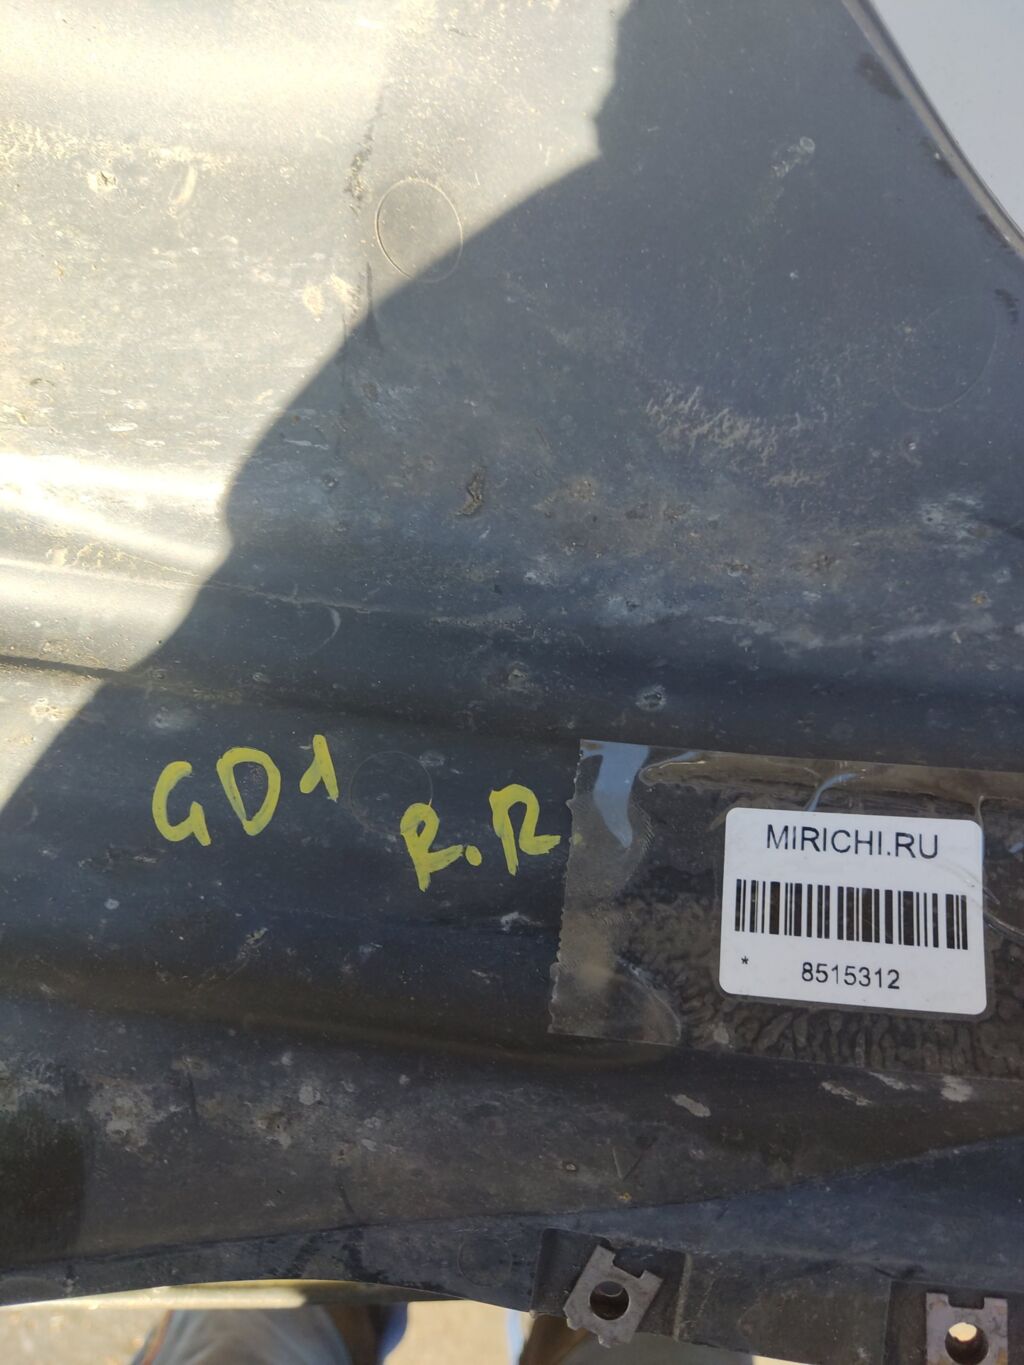 GD1
R.R
MIRICHI.RU
* 8515312